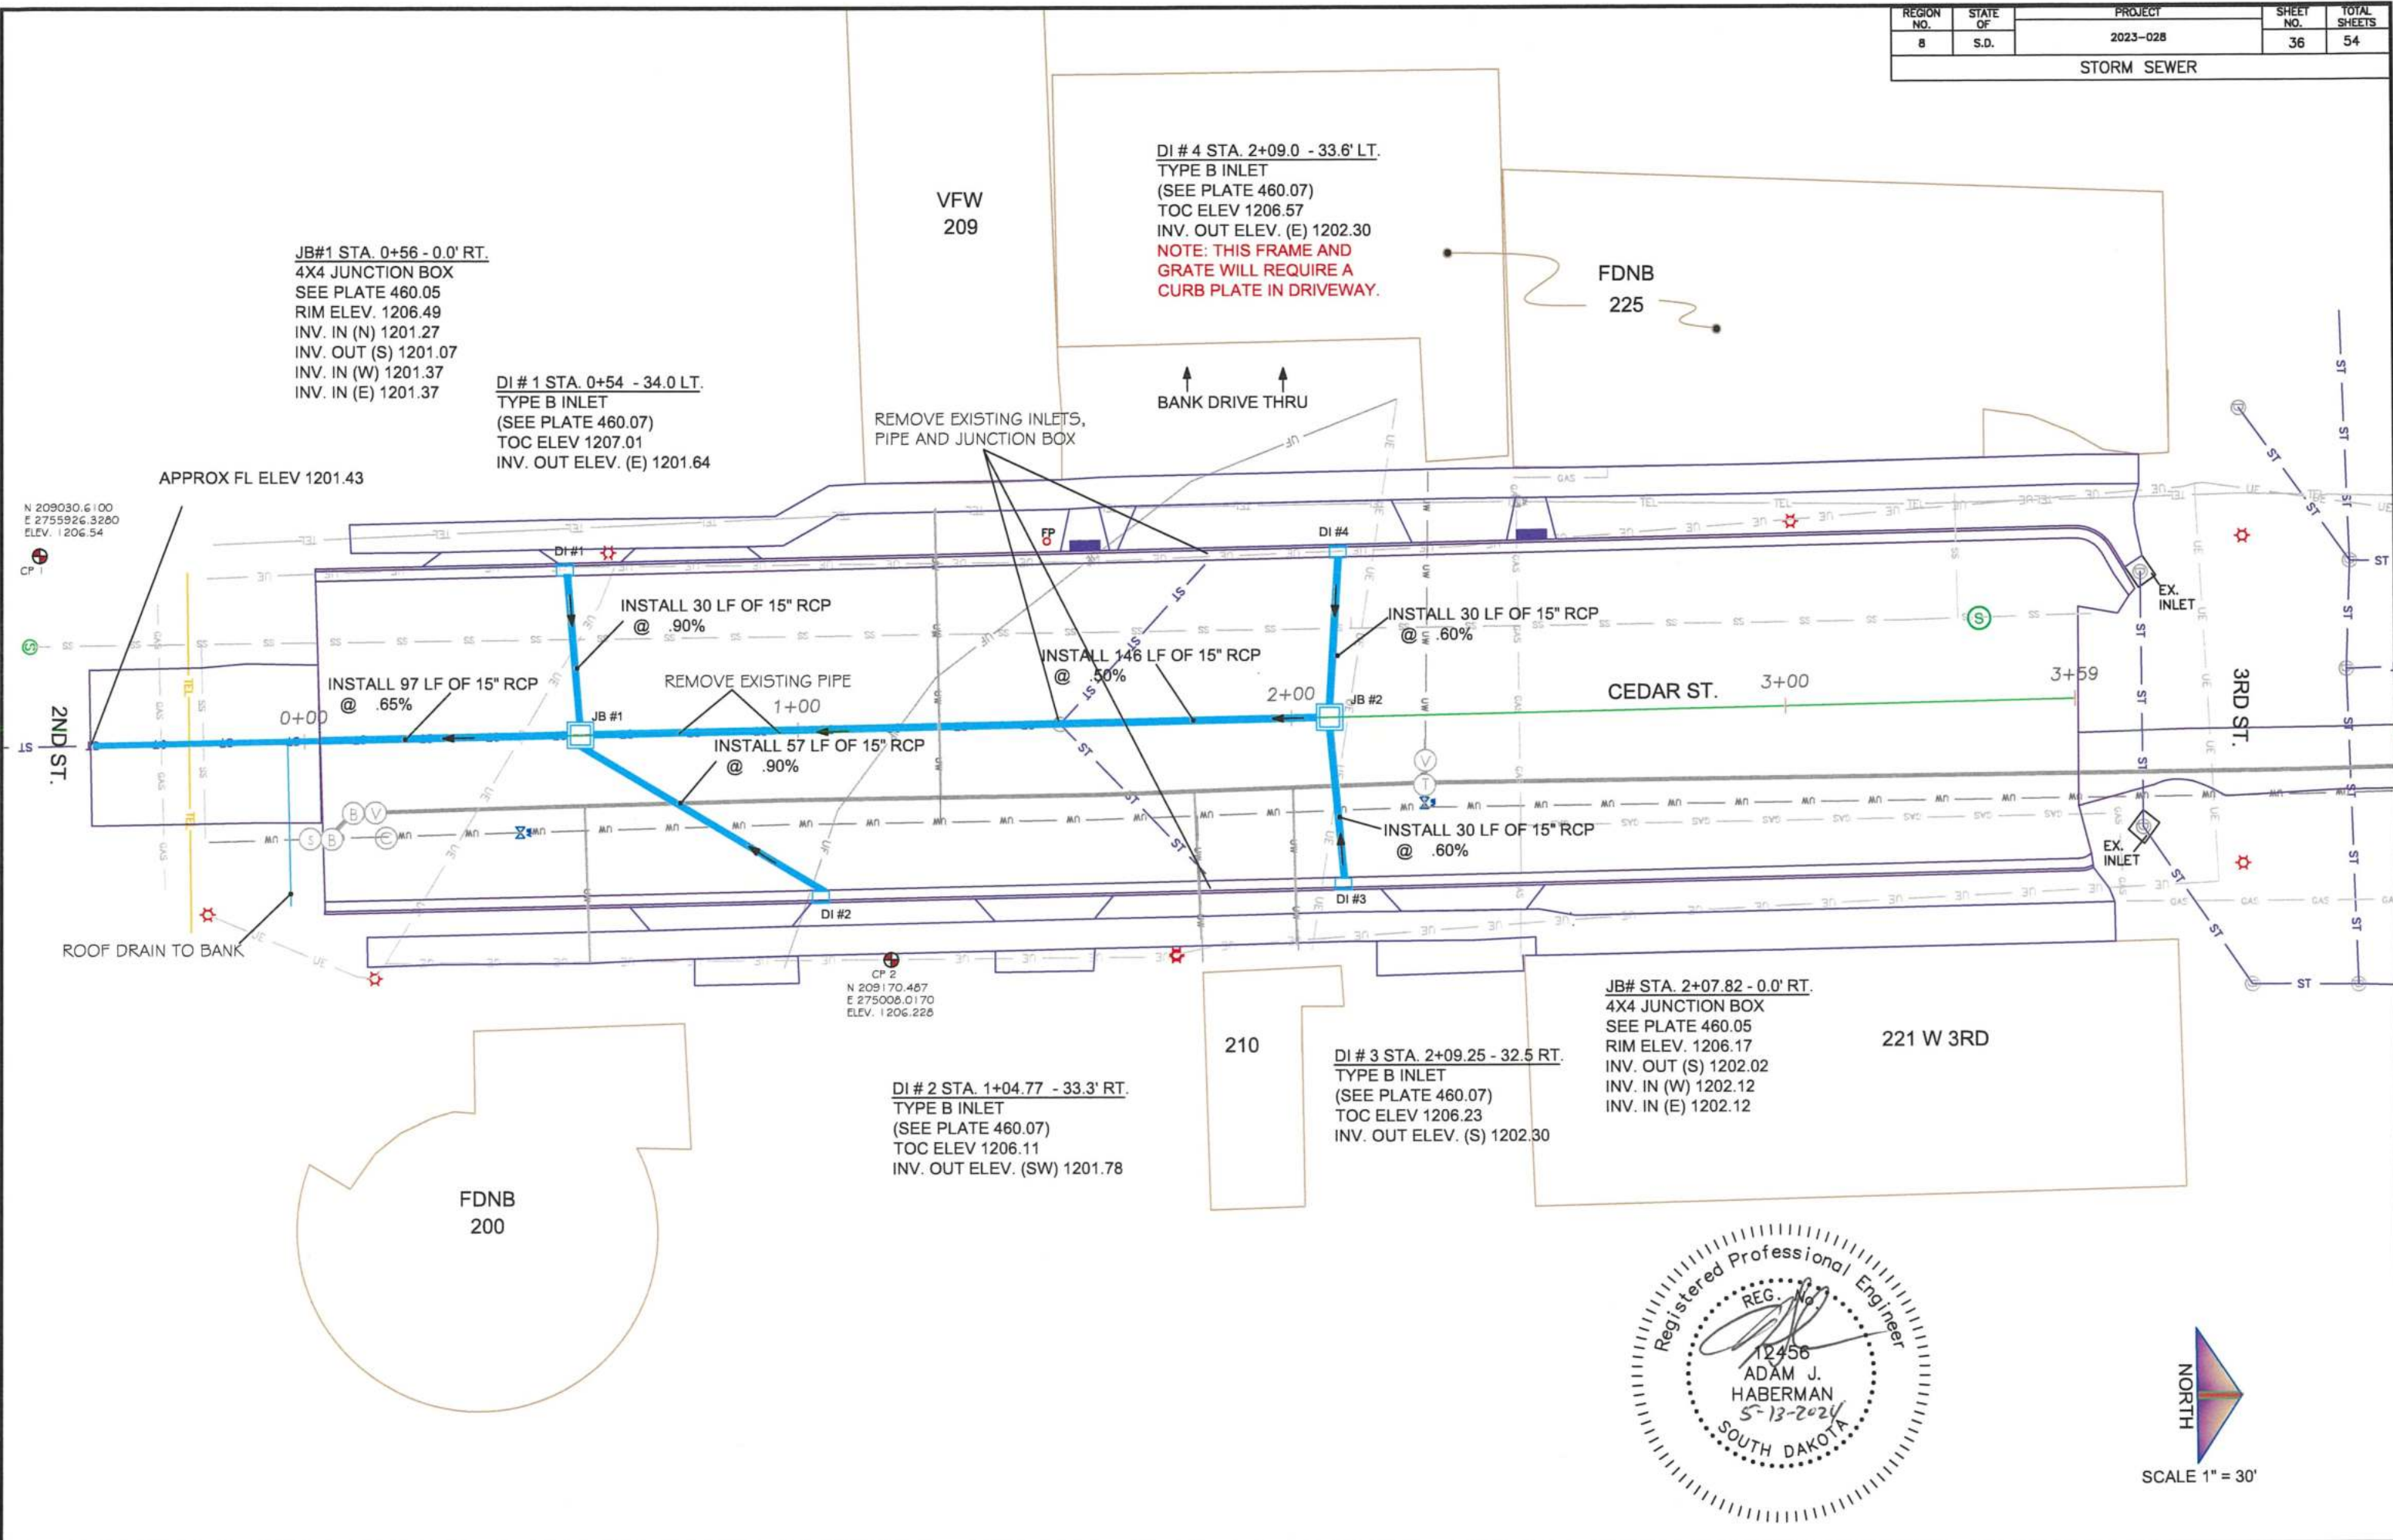 REGION NO.
STATE OF
PROJECT
SHEET NO.
TOTAL SHEETS
8
S.D.
2023-028
36
54
STORM SEWER
DI # 4 STA. 2+09.0 - 33.6' LT.
TYPE B INLET
(SEE PLATE 460.07)
TOC ELEV 1206.57
INV. OUT ELEV. (E) 1202.30
NOTE: THIS FRAME AND
GRATE WILL REQUIRE A
CURB PLATE IN DRIVEWAY.
VFW
209
FDNB
225
JB#1 STA. 0+56 - 0.0' RT.
4X4 JUNCTION BOX
SEE PLATE 460.05
RIM ELEV. 1206.49
INV. IN (N) 1201.27
INV. OUT (S) 1201.07
INV. IN (W) 1201.37
INV. IN (E) 1201.37
DI # 1 STA. 0+54 - 34.0 LT.
TYPE B INLET
(SEE PLATE 460.07)
TOC ELEV 1207.01
INV. OUT ELEV. (E) 1201.64
BANK DRIVE THRU
REMOVE EXISTING INLETS,
PIPE AND JUNCTION BOX
APPROX FL ELEV 1201.43
N 209030.6100
E 2755926.3280
ELEV. 1206.54
CP 1
DI #1
FP
DI #4
INSTALL 30 LF OF 15" RCP
@ .90%
INSTALL 30 LF OF 15" RCP
@ .60%
INSTALL 146 LF OF 15" RCP
@ .50%
INSTALL 97 LF OF 15" RCP
@ .65%
REMOVE EXISTING PIPE
0+00
1+00
2+00
3+00
3+59
CEDAR ST.
JB #1
JB #2
INSTALL 57 LF OF 15" RCP
@ .90%
INSTALL 30 LF OF 15" RCP
@ .60%
2ND ST.
3RD ST.
EX.
INLET
EX.
INLET
DI #2
DI #3
ROOF DRAIN TO BANK
CP 2
N 209170.487
E 275008.0170
ELEV. 1206.228
DI # 2 STA. 1+04.77 - 33.3' RT.
TYPE B INLET
(SEE PLATE 460.07)
TOC ELEV 1206.11
INV. OUT ELEV. (SW) 1201.78
210
DI # 3 STA. 2+09.25 - 32.5 RT.
TYPE B INLET
(SEE PLATE 460.07)
TOC ELEV 1206.23
INV. OUT ELEV. (S) 1202.30
JB# STA. 2+07.82 - 0.0' RT.
4X4 JUNCTION BOX
SEE PLATE 460.05
RIM ELEV. 1206.17
INV. OUT (S) 1202.02
INV. IN (W) 1202.12
INV. IN (E) 1202.12
221 W 3RD
FDNB
200
Registered Professional Engineer
REG. No.
12456
ADAM J.
HABERMAN
5-13-2024
SOUTH DAKOTA
NORTH
SCALE 1" = 30'